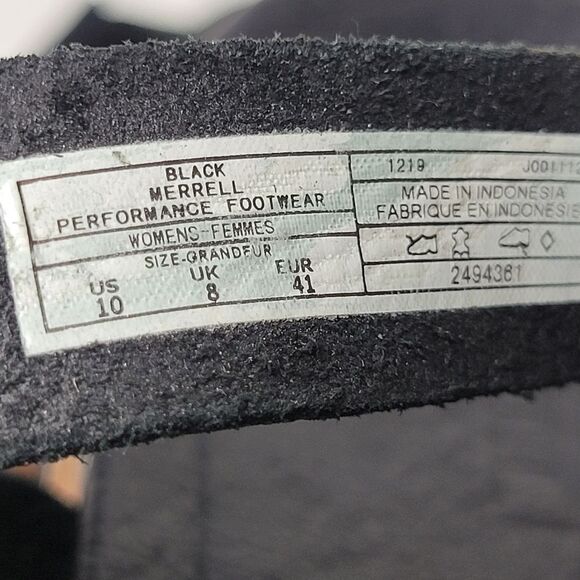 BLACK
MERRELL
PERFORMANCE FOOTWEAR
WOMENS-FEMMES
SIZE-GRANDEUR
US UK EUR
10 8 41
1219
MADE IN INDONESIA
FABRIQUE EN INDONESIE
2494361